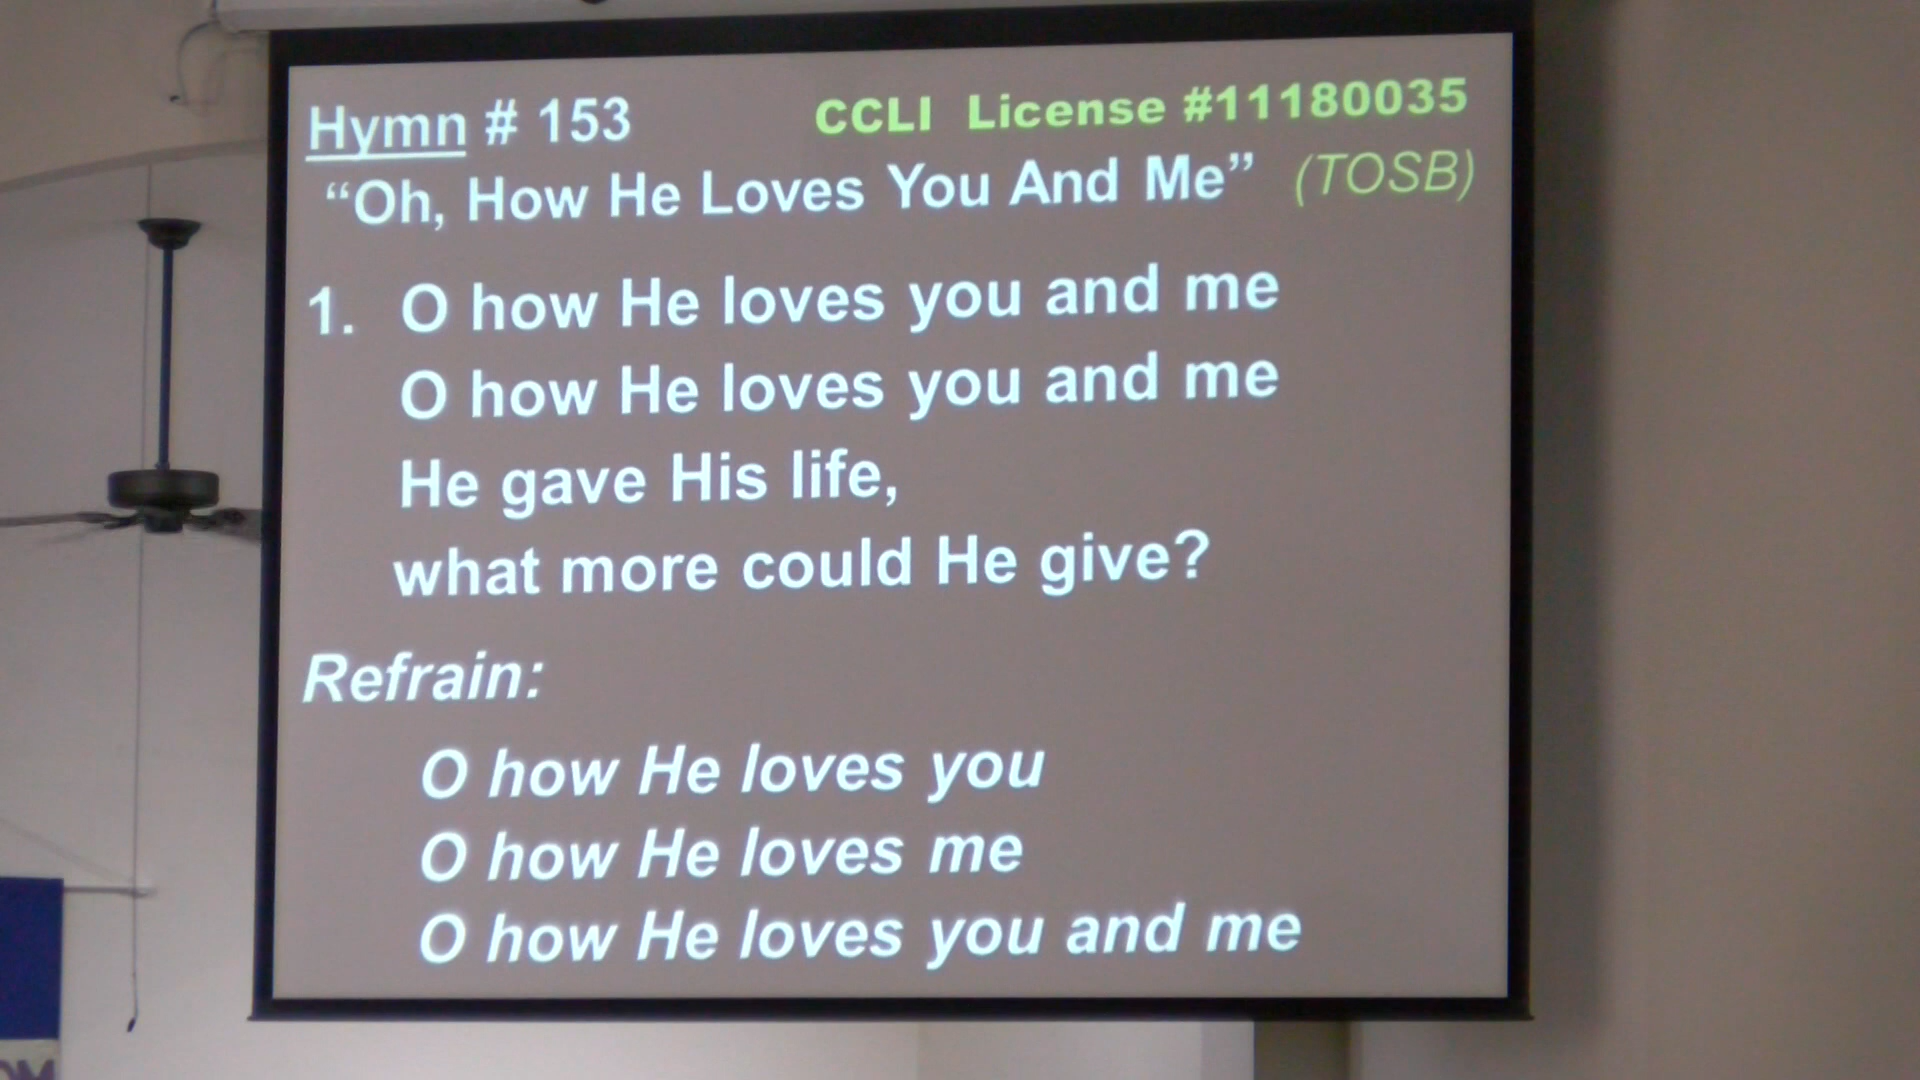 Hymn # 153 CCLI License #11180035
“Oh, How He Loves You And Me” (TOSB)
1. O how He loves you and me
O how He loves you and me
He gave His life,
what more could He give?
Refrain:
O how He loves you
O how He loves me
O how He loves you and me